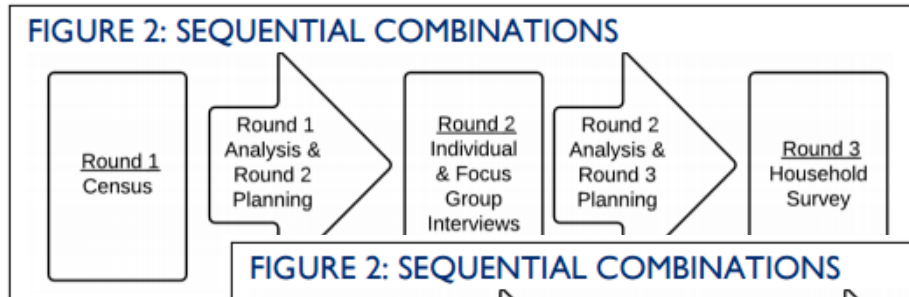 FIGURE 2: SEQUENTIAL COMBINATIONS
Round 1
Census
Round 1
Analysis &
Round 2
Planning
Round 2
Individual
& Focus
Group
Interviews
Round 2
Analysis &
Round 3
Planning
Round 3
Household
Survey
FIGURE 2: SEQUENTIAL COMBINATIONS